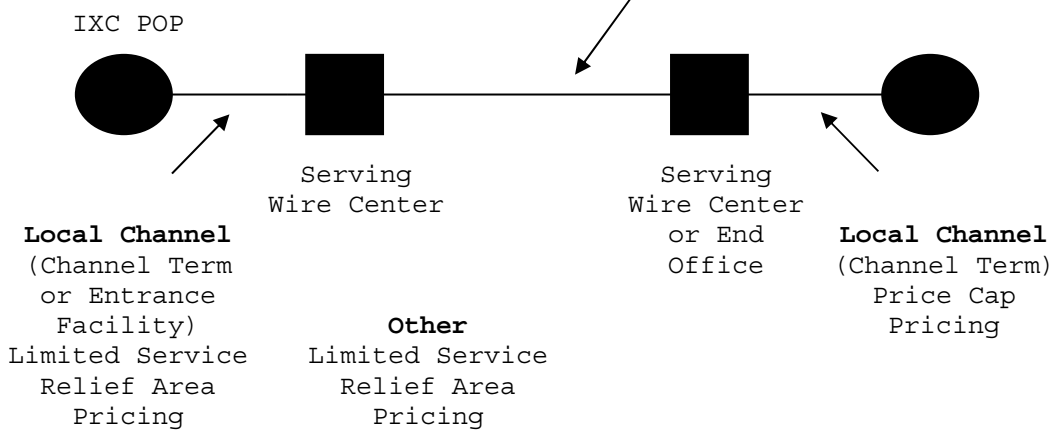 IXC POP
Serving
Wire Center
Serving
Wire Center
or End
Office
Local Channel
(Channel Term
or Entrance
Facility)
Limited Service
Relief Area
Pricing
Other
Limited Service
Relief Area
Pricing
Local Channel
(Channel Term)
Price Cap
Pricing